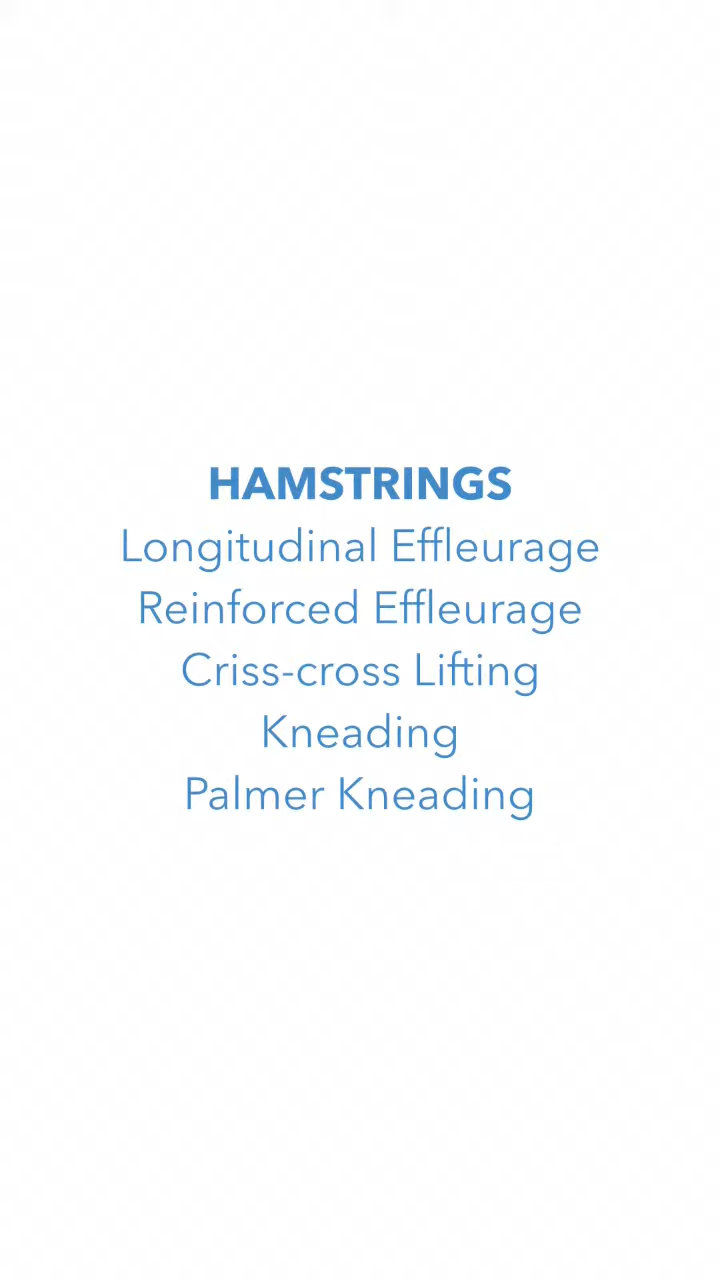 HAMSTRINGS
Longitudinal Effleurage
Reinforced Effleurage
Criss-cross Lifting
Kneading
Palmer Kneading